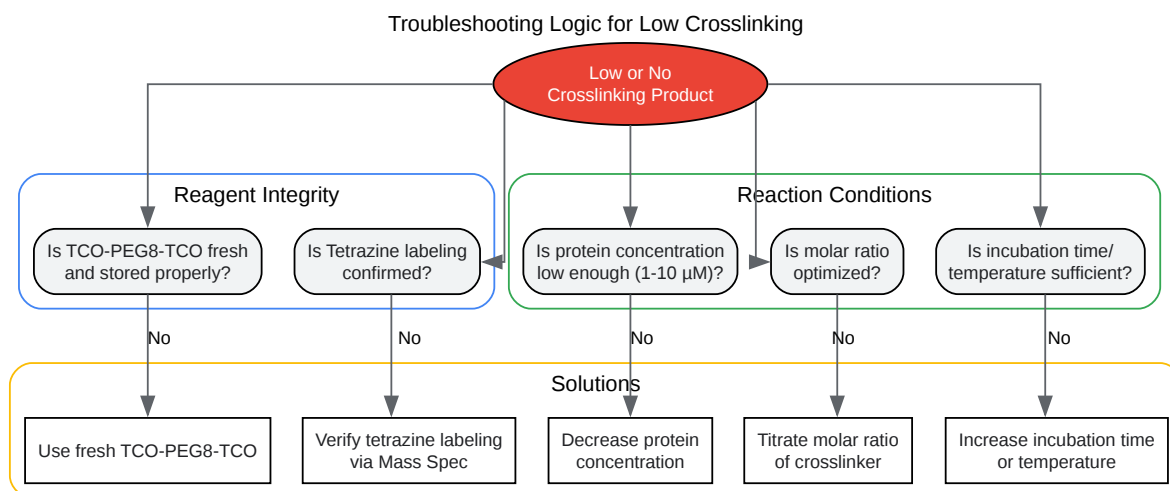 Troubleshooting Logic for Low Crosslinking
Low or No
Crosslinking Product
Reagent Integrity
Reaction Conditions
Is TCO-PEG8-TCO fresh
and stored properly?
Is Tetrazine labeling
confirmed?
Is protein concentration
low enough (1-10 µM)?
Is molar ratio
optimized?
Is incubation time/
temperature sufficient?
No
No
No
No
No
Solutions
Use fresh TCO-PEG8-TCO
Verify tetrazine labeling
via Mass Spec
Decrease protein
concentration
Titrate molar ratio
of crosslinker
Increase incubation time
or temperature